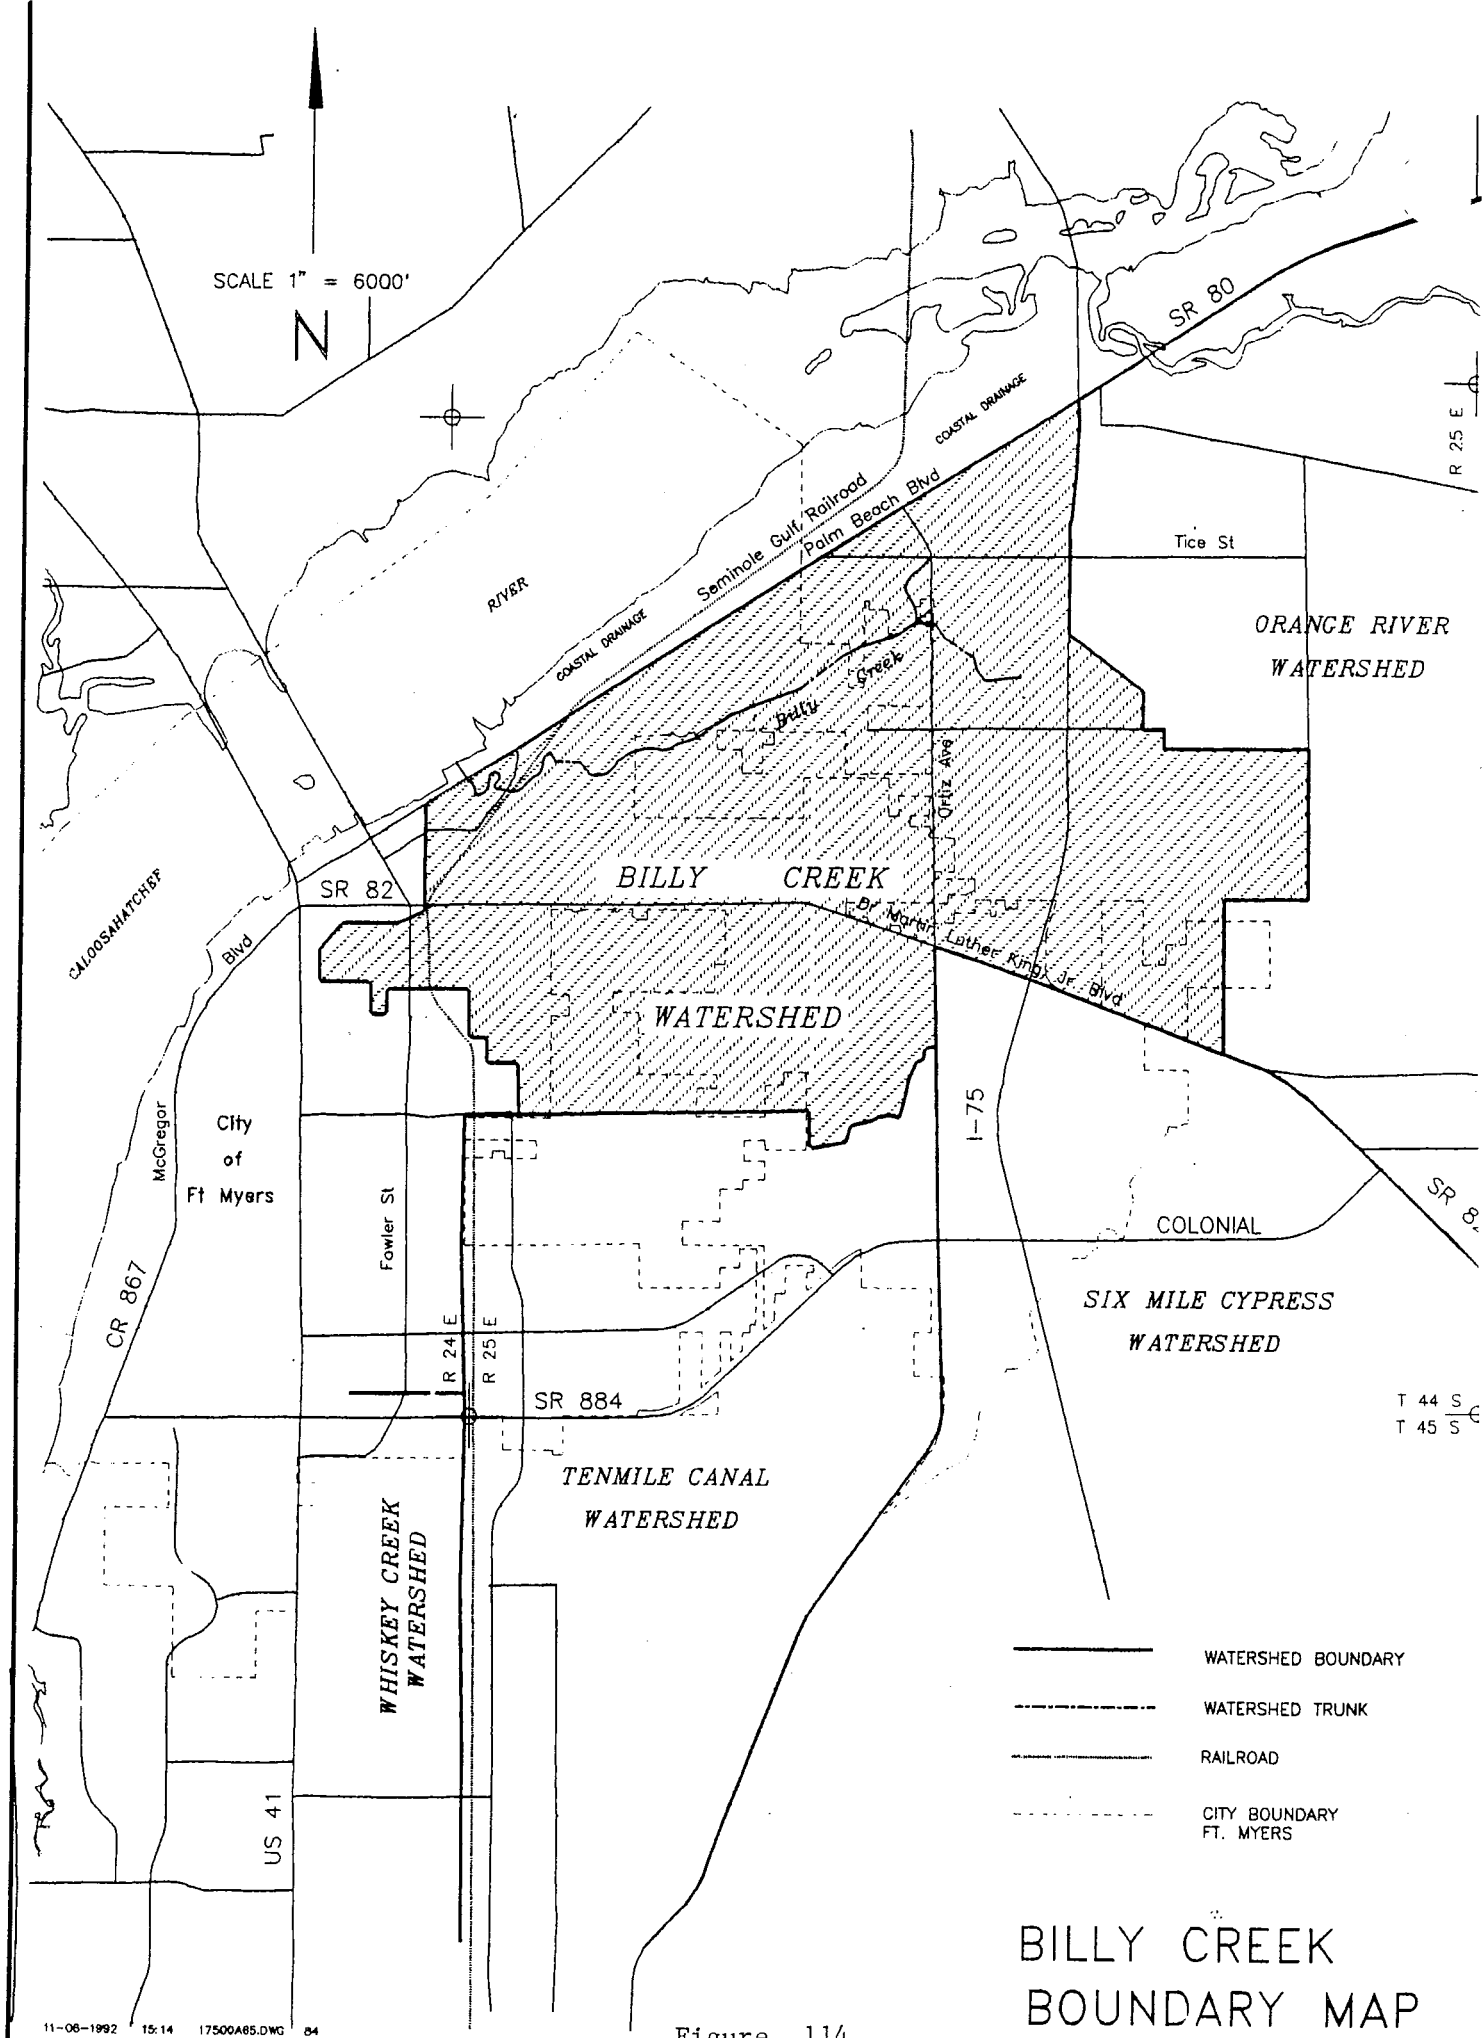 SCALE 1" = 6000'
N
SR 80
COASTAL DRAINAGE
R 25 E
Seminole Gulf Railroad
Palm Beach Blvd
Tice St
RIVER
COASTAL DRAINAGE
ORANGE RIVER
WATERSHED
Billy Creek
Ortiz Ave
BILLY CREEK
WATERSHED
SR 82
Dr Martin Luther King, Jr Blvd
CALOOSAHATCHEE
McGregor Blvd
City
of
Ft Myers
I-75
Fowler St
COLONIAL
SR 82
CR 867
SIX MILE CYPRESS
WATERSHED
R 24 E
R 25 E
SR 884
T 44 S
T 45 S
TENMILE CANAL
WATERSHED
WHISKEY CREEK
WATERSHED
US 41
WATERSHED BOUNDARY
WATERSHED TRUNK
RAILROAD
CITY BOUNDARY
FT. MYERS
BILLY CREEK
BOUNDARY MAP
11-06-1992 15:14 17500A65.DWG 84
Figure 114